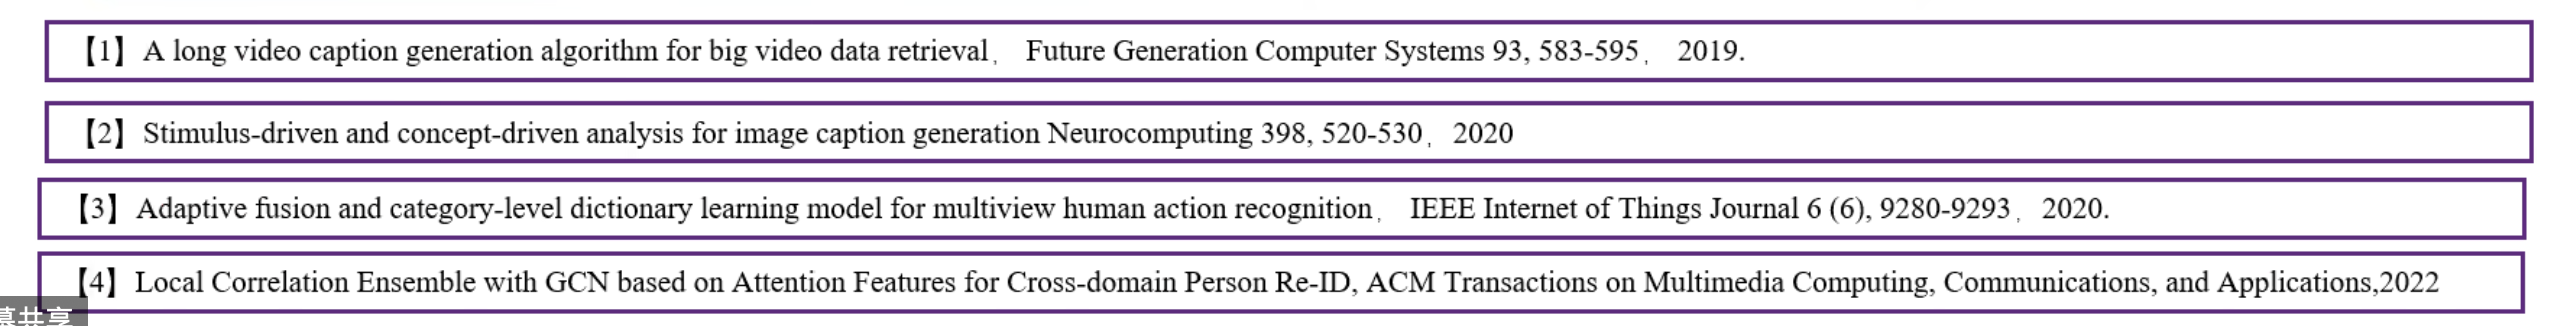 【1】A long video caption generation algorithm for big video data retrieval， Future Generation Computer Systems 93, 583-595， 2019.
【2】Stimulus-driven and concept-driven analysis for image caption generation Neurocomputing 398, 520-530，2020
【3】Adaptive fusion and category-level dictionary learning model for multiview human action recognition， IEEE Internet of Things Journal 6 (6), 9280-9293，2020.
【4】Local Correlation Ensemble with GCN based on Attention Features for Cross-domain Person Re-ID, ACM Transactions on Multimedia Computing, Communications, and Applications,2022
幕共享